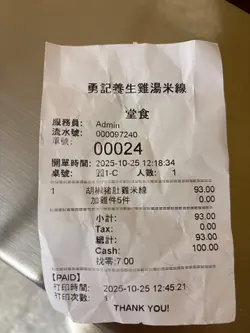 勇記養生雞湯米線
堂食
服務員: Admin
流水號: 000097240
單號:
00024
開單時間: 2025-10-25 12:18:34
桌號: 1-C 人數: 1
1 胡椒猪肚雞米線 93.00
加雞件5件 0.00
小計: 93.00
Tax: 0.00
總計: 93.00
Cash: 100.00
找零:7.00
【PAID】
打印時間: 2025-10-25 12:45:21
打印次數: 1
THANK YOU!